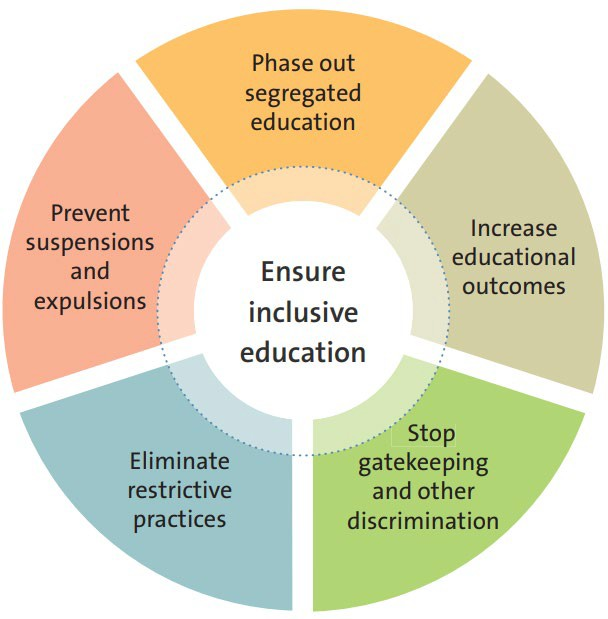 Phase out
segregated
education
Increase
educational
outcomes
Stop
gatekeeping
and other
discrimination
Eliminate
restrictive
practices
Prevent
suspensions
and
expulsions
Ensure
inclusive
education